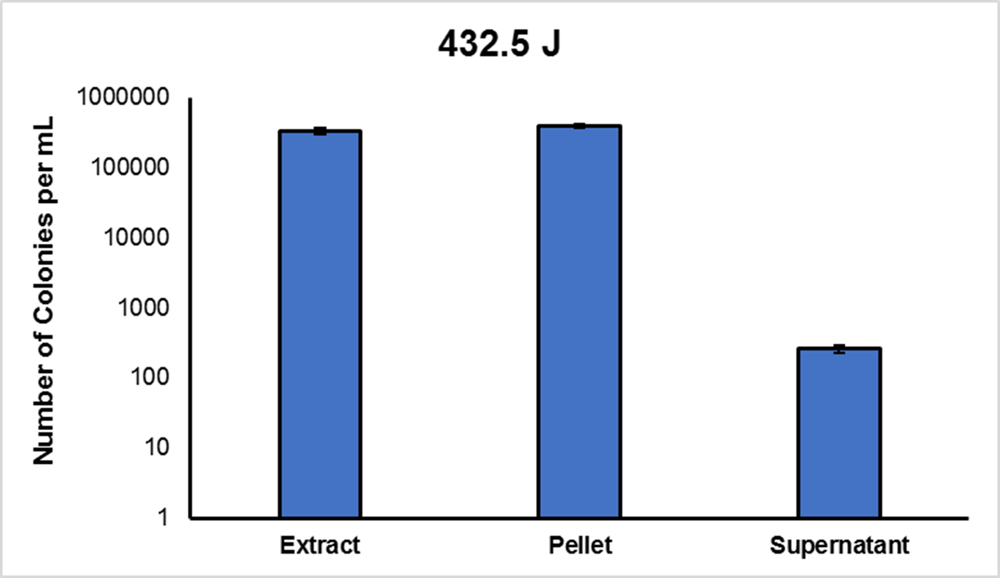 432.5 J
Number of Colonies per mL
1000000
100000
10000
1000
100
10
1
Extract
Pellet
Supernatant